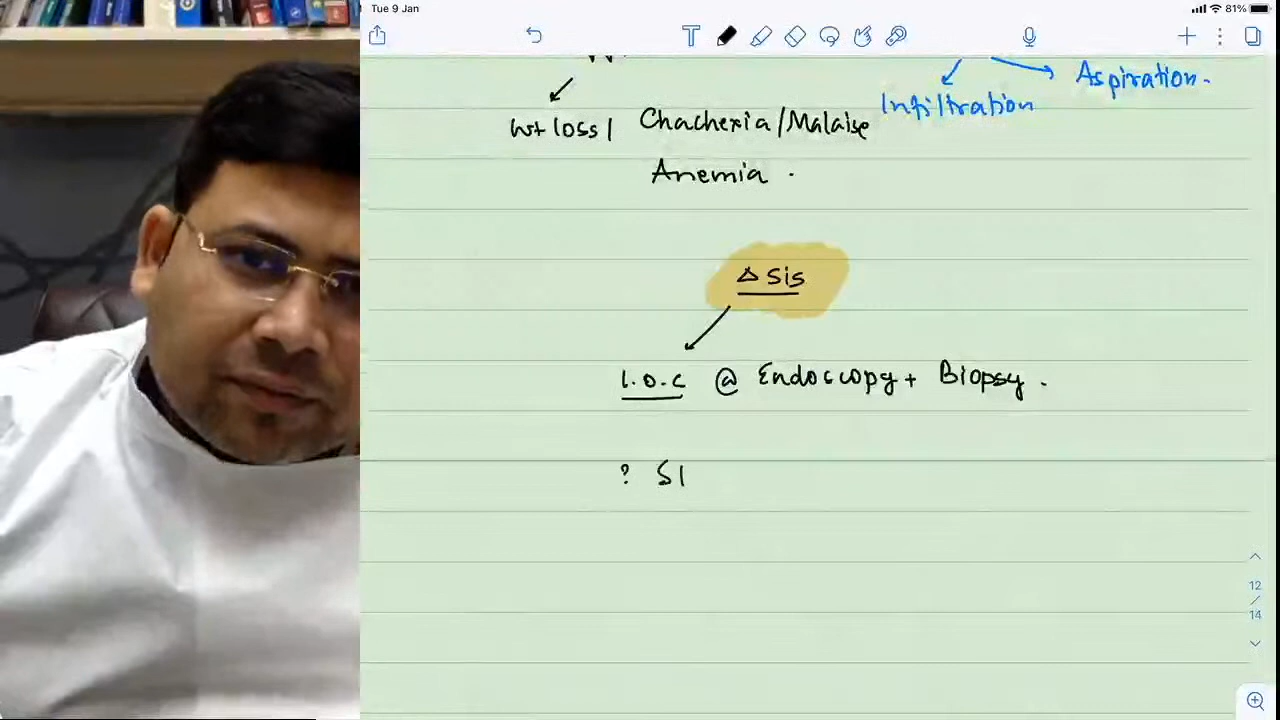 Tue 9 Jan
81%
T
Aspiration.
Infiltration
wt loss / Chachexia/Malaise
Anemia.
Δ Sis
I.O.C @ Endoscopy + Biopsy.
? SI
12
/
14